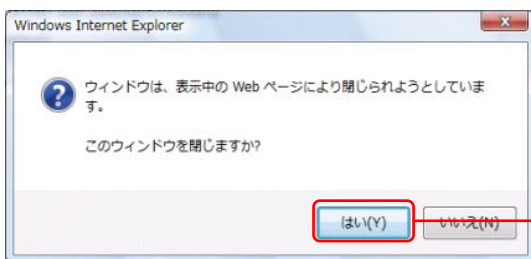 Windows Internet Explorer
ウィンドウは、表示中の Web ページにより閉じられようとしていま
す。
このウィンドウを閉じますか?
はい(Y)
いいえ(N)